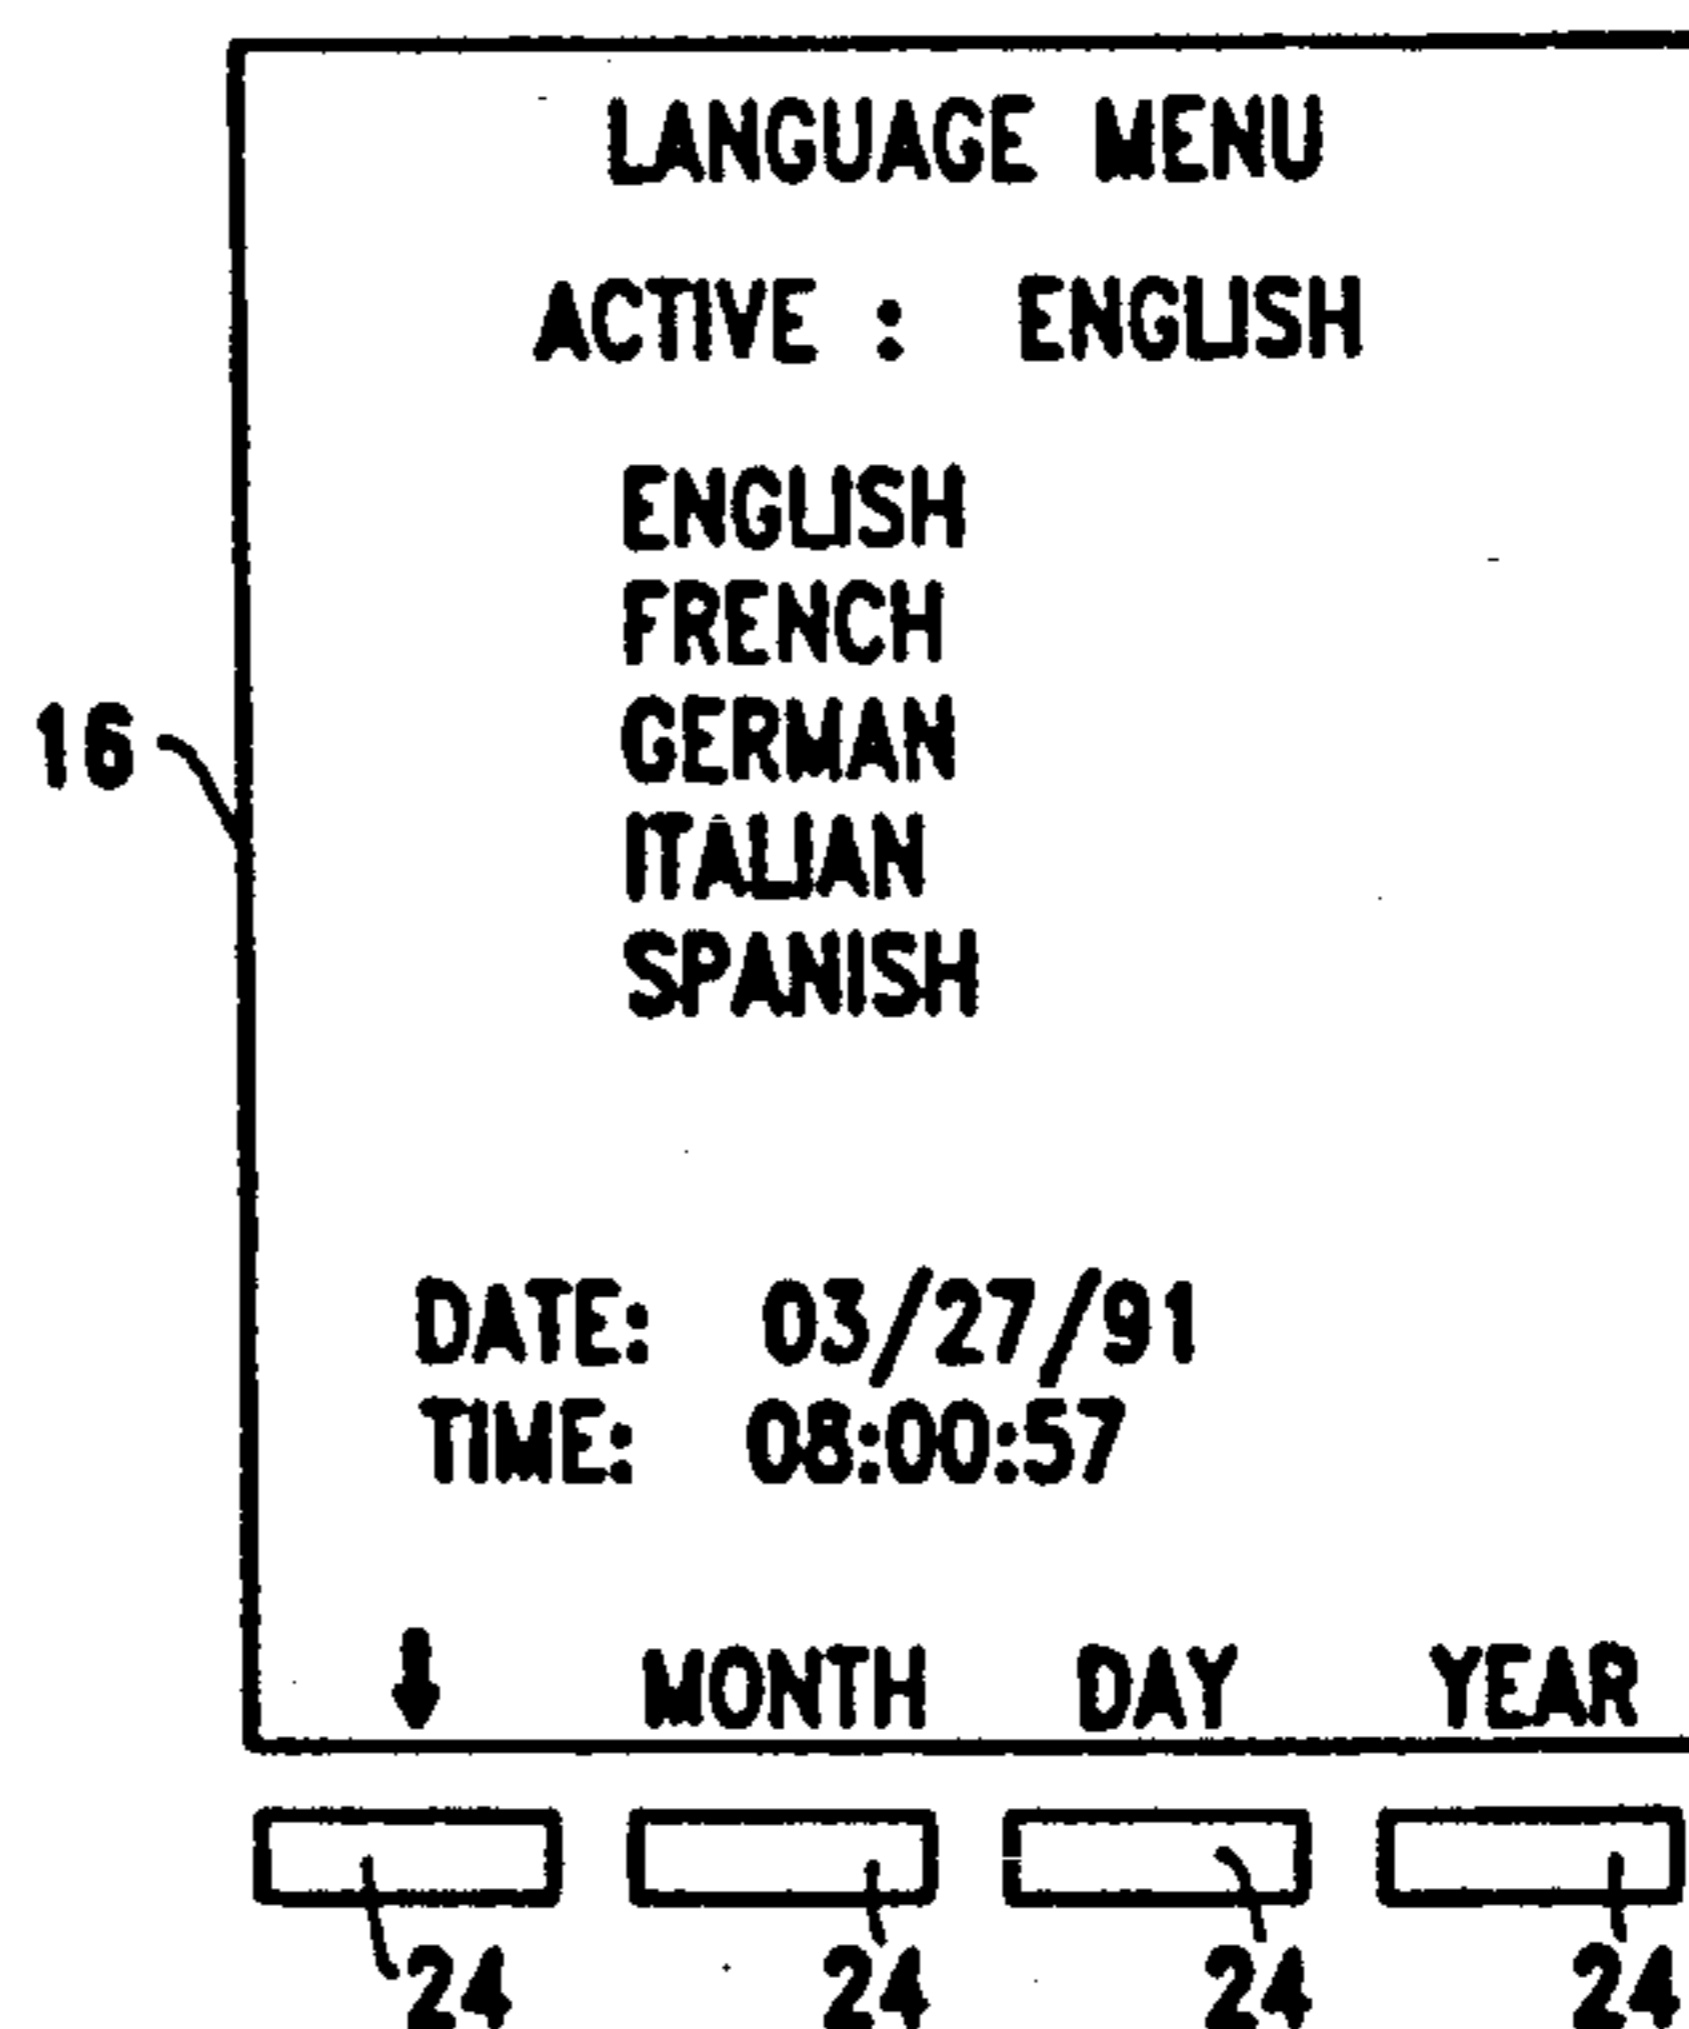 LANGUAGE MENU
ACTIVE : ENGLISH
ENGLISH
FRENCH
GERMAN
16
ITALIAN
SPANISH
DATE: 03/27/91
TIME: 08:00:57
MONTH DAY YEAR
24 24 24 24